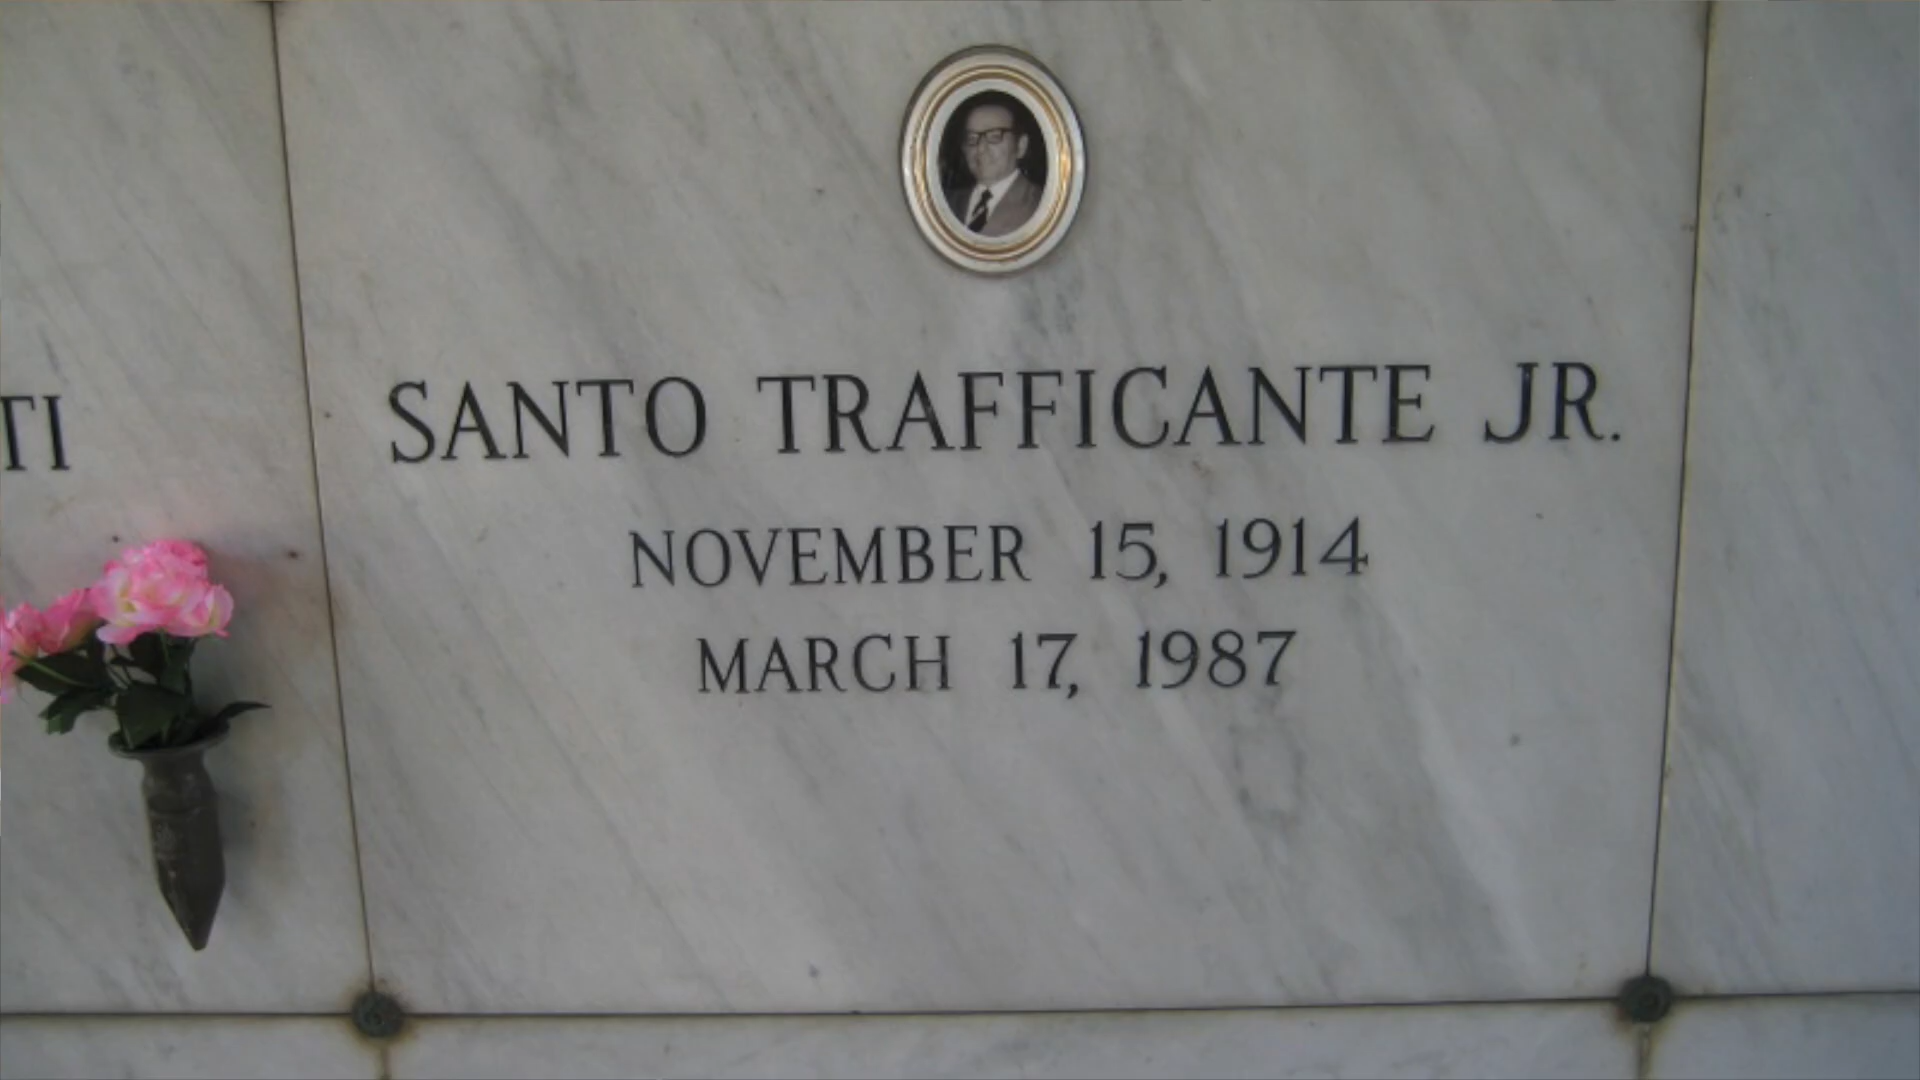 TI
SANTO TRAFFICANTE JR.
NOVEMBER 15, 1914
MARCH 17, 1987